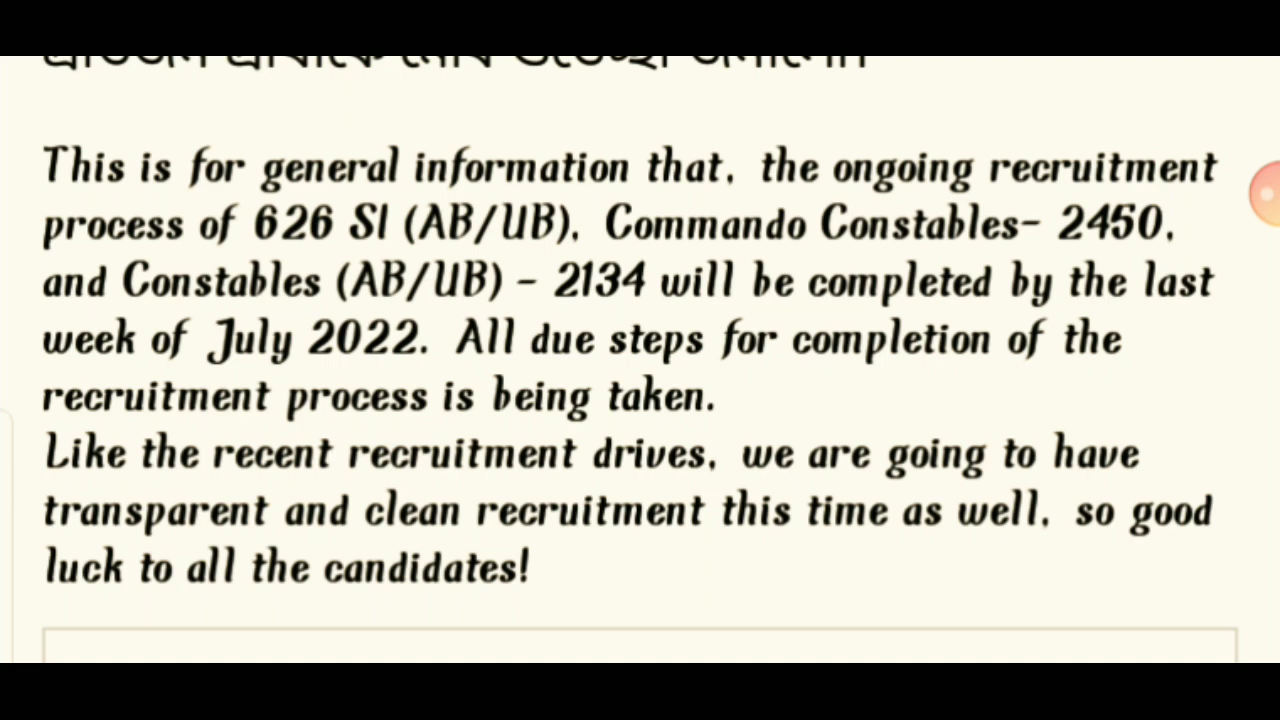 This is for general information that, the ongoing recruitment
process of 626 SI (AB/UB), Commando Constables- 2450,
and Constables (AB/UB) - 2134 will be completed by the last
week of July 2022. All due steps for completion of the
recruitment process is being taken.
Like the recent recruitment drives, we are going to have
transparent and clean recruitment this time as well, so good
luck to all the candidates!